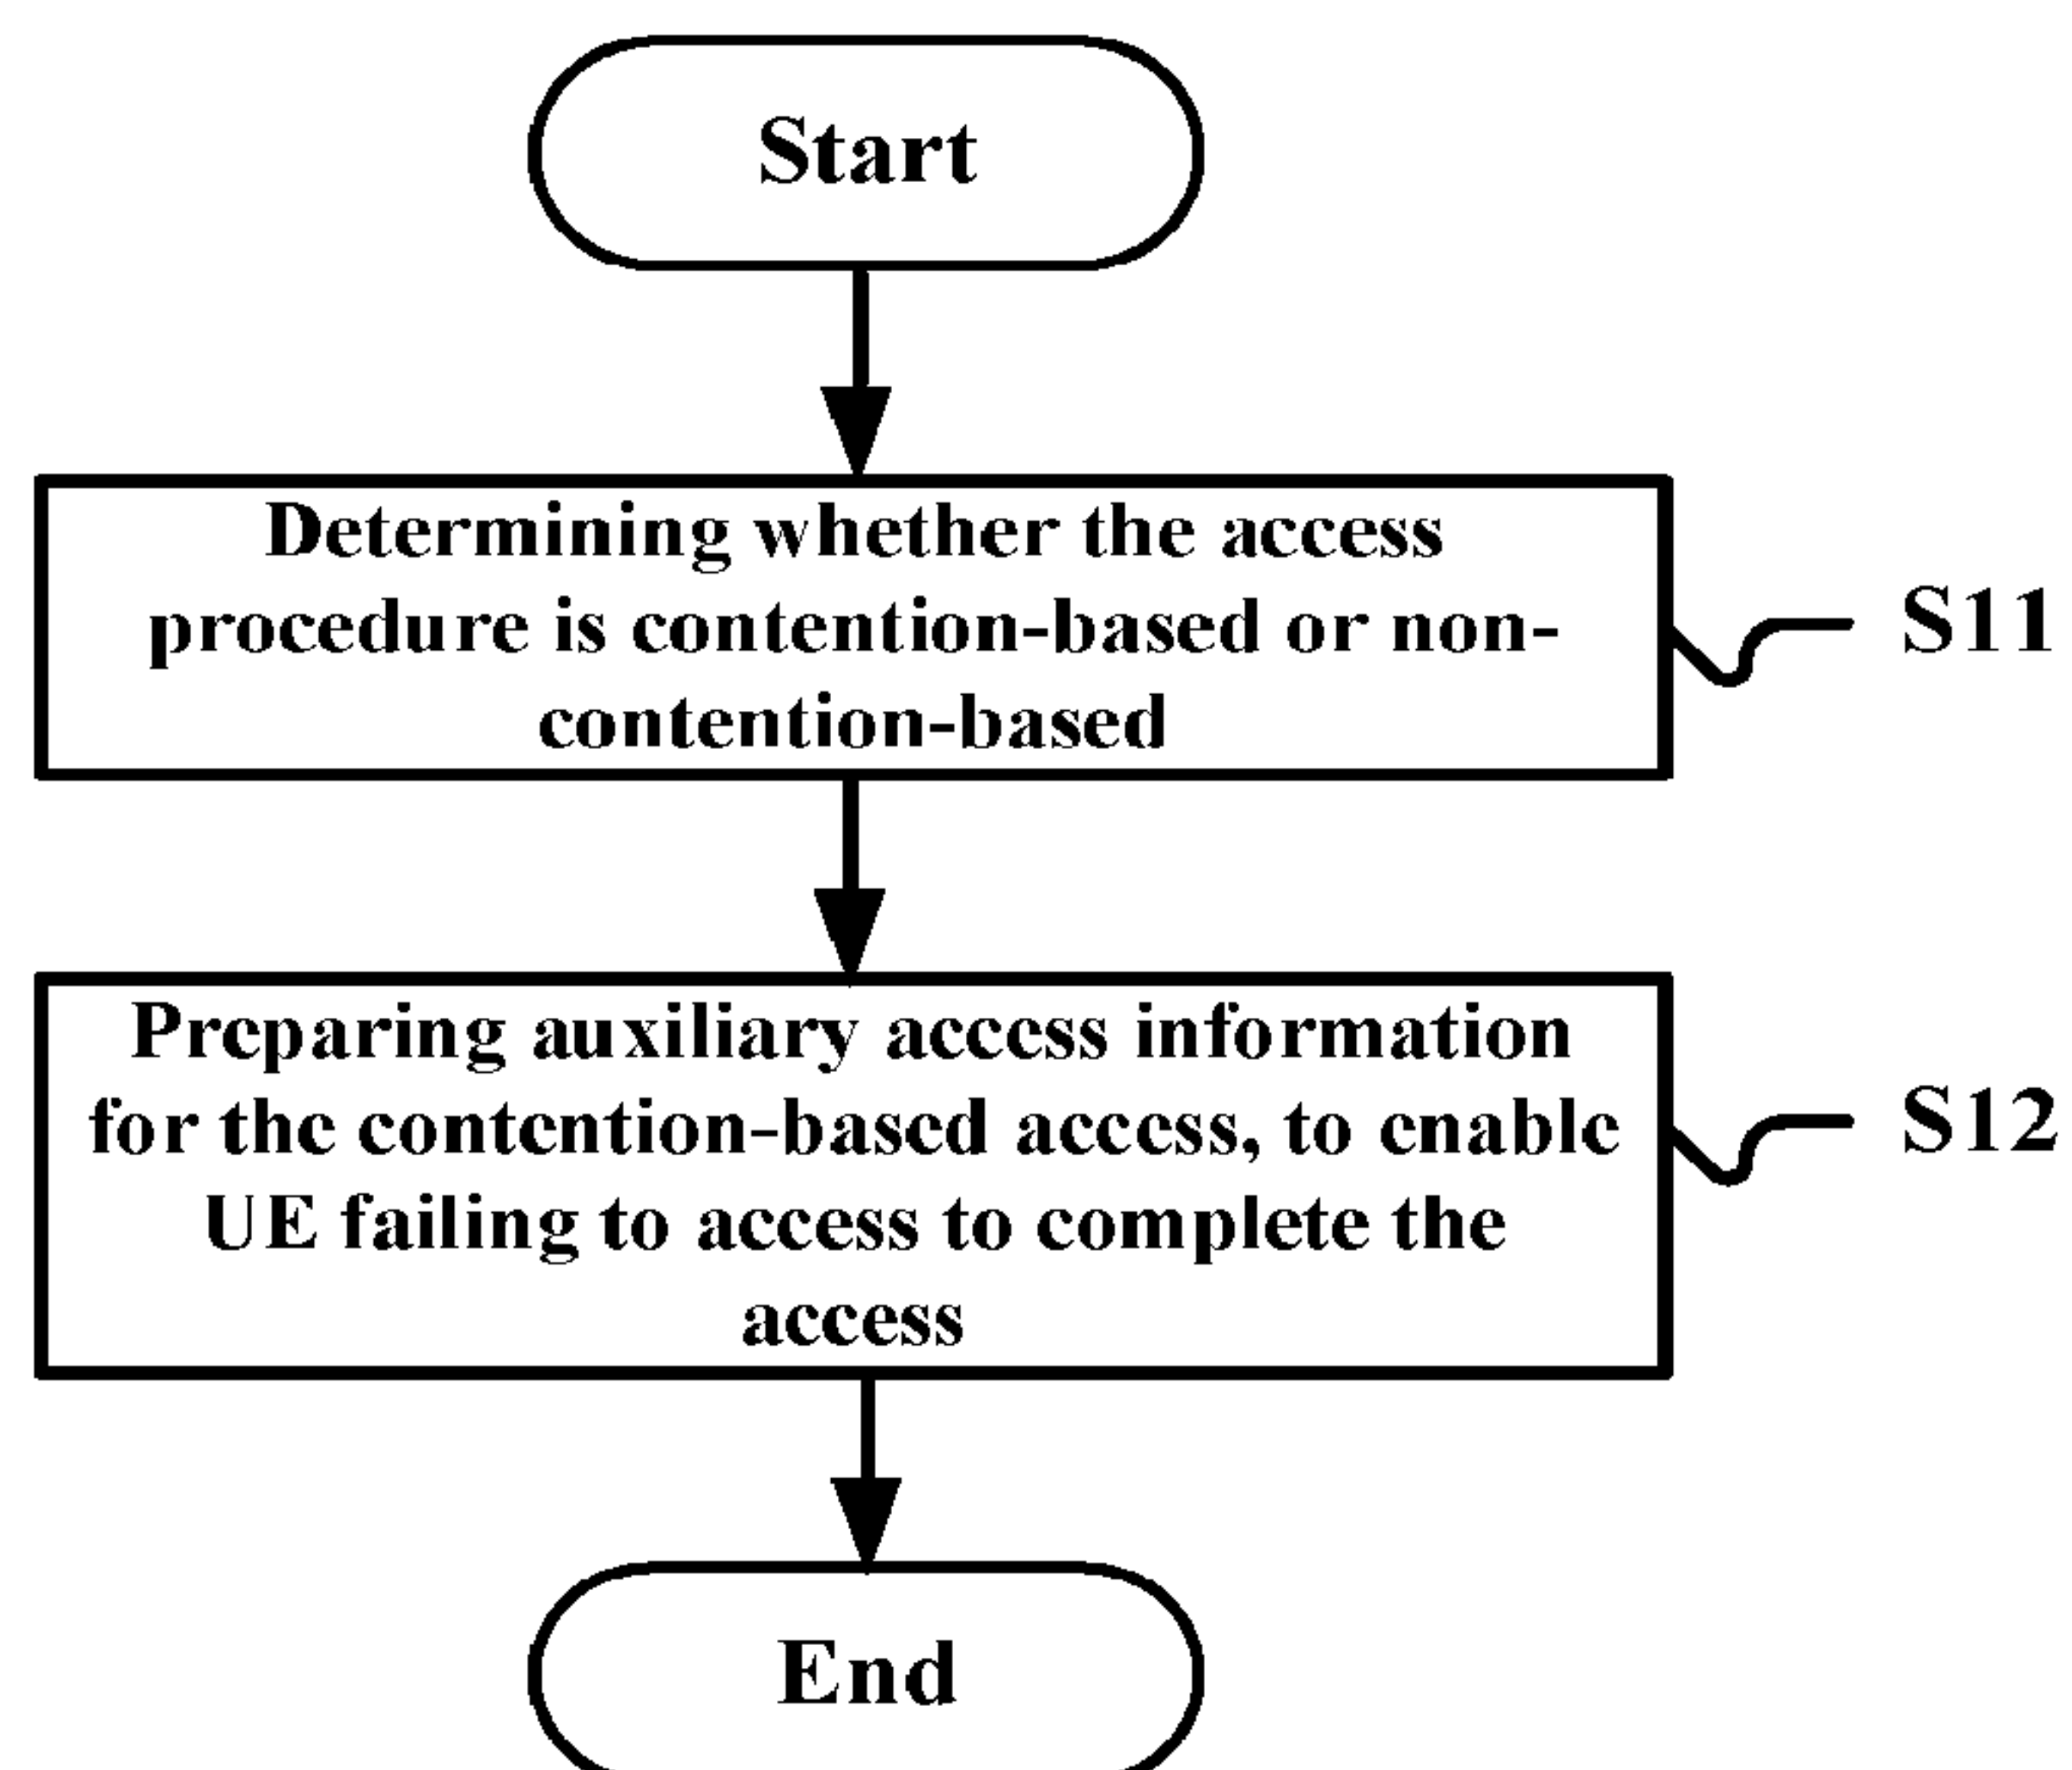 Start
Determining whether the access
procedure is contention-based or non-
contention-based
S11
Preparing auxiliary access information
for the contention-based access, to enable
UE failing to access to complete the
access
S12
End